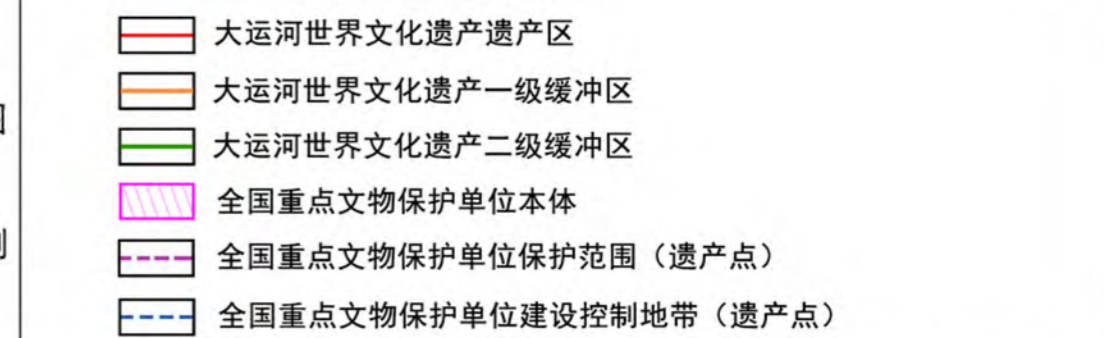 大运河世界文化遗产遗产区
大运河世界文化遗产一级缓冲区
大运河世界文化遗产二级缓冲区
全国重点文物保护单位本体
全国重点文物保护单位保护范围（遗产点）
全国重点文物保护单位建设控制地带（遗产点）